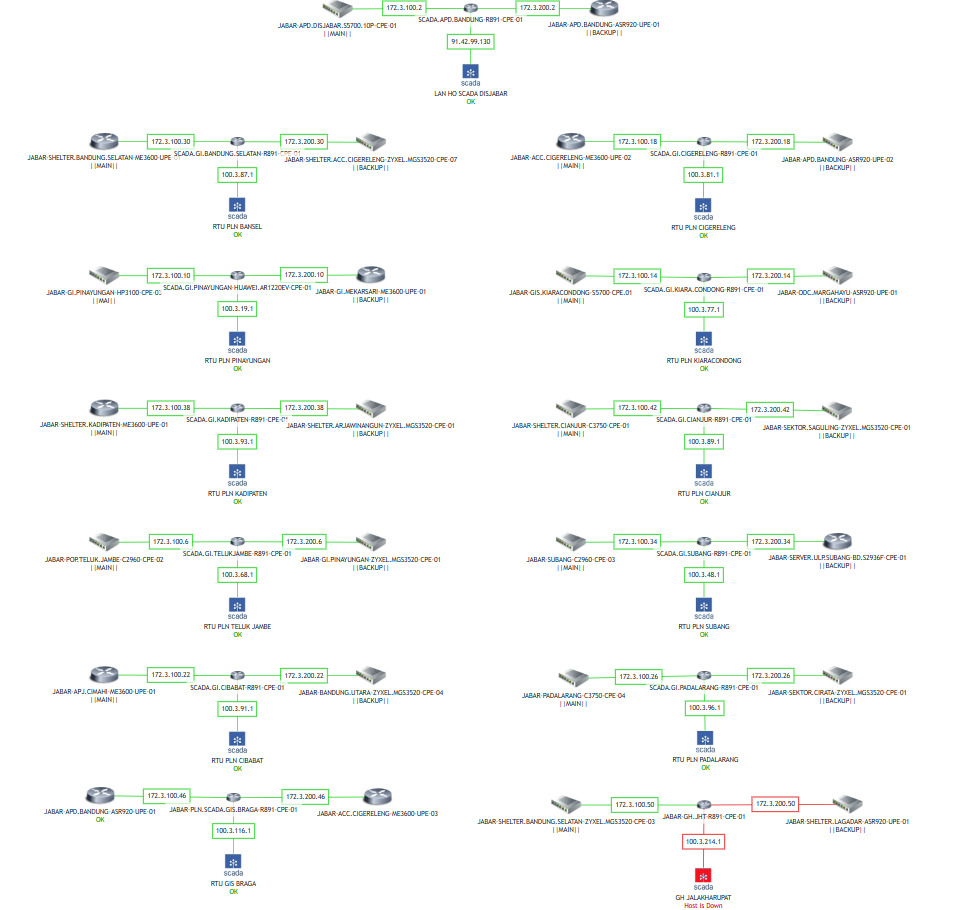 172.3.100.2
172.3.200.2
JABAR-APD.DISJABAR.S5700.10P-CPE-01
||MAIN||
SCADA.APD.BANDUNG-R891-CPE-01
JABAR-APD.BANDUNG-ASR920-UPE-01
||BACKUP||
91.42.99.130
scada
LAN HO SCADA DISJABAR
OK
172.3.100.30
172.3.200.30
JABAR-SHELTER.BANDUNG.SELATAN-ME3600-UPE
||MAIN||
SCADA.GI.BANDUNG.SELATAN-R891-CPE-01
JABAR-SHELTER.ACC.CIGERELENG-ZYXEL.MGS3520-CPE-07
||BACKUP||
100.3.87.1
scada
RTU PLN BANSEL
OK
172.3.100.18
172.3.200.18
JABAR-ACC.CIGERELENG-ME3600-UPE-02
||MAIN||
SCADA.GI.CIGERELENG-R891-CPE-01
JABAR-APD.BANDUNG-ASR920-UPE-02
||BACKUP||
100.3.81.1
scada
RTU PLN CIGERELENG
OK
172.3.100.10
172.3.200.10
JABAR-GI.PINAYUNGAN-HP3100-CPE-03
||MAI||
SCADA.GI.PINAYUNGAN-HUAWEI.AR1220EV-CPE-01
JABAR-GI.MEKARSARI-ME3600-UPE-01
||BACKUP||
100.3.19.1
scada
RTU PLN PINAYUNGAN
OK
172.3.100.14
172.3.200.14
JABAR-GIS.KIARACONDONG-S5700-CPE.01
||MAIN||
SCADA.GI.KIARA.CONDONG-R891-CPE-01
JABAR-ODC.MARGAHAYU-ASR920-UPE-01
||BACKUP||
100.3.77.1
scada
RTU PLN KIARACONDONG
OK
172.3.100.38
172.3.200.38
JABAR-SHELTER.KADIPATEN-ME3600-UPE-01
||MAIN||
SCADA.GI.KADIPATEN-R891-CPE-01
JABAR-SHELTER.ARJAWINANGUN-ZYXEL.MGS3520-CPE-01
||BACKUP||
100.3.93.1
scada
RTU PLN KADIPATEN
OK
172.3.100.42
172.3.200.42
JABAR-SHELTER.CIANJUR-C3750-CPE-01
||MAIN||
SCADA.GI.CIANJUR-R891-CPE-01
JABAR-SEKTOR.SAGULING-ZYXEL.MGS3520-CPE-01
||BACKUP||
100.3.89.1
scada
RTU PLN CIANJUR
OK
172.3.100.6
172.3.200.6
JABAR-POP.TELUK.JAMBE-C2960-CPE-02
||MAIN||
SCADA.GI.TELUKJAMBE-R891-CPE-01
JABAR-GI.PINAYUNGAN-ZYXEL.MGS3520-CPE-01
||BACKUP||
100.3.68.1
scada
RTU PLN TELUK JAMBE
OK
172.3.100.34
172.3.200.34
JABAR-SUBANG-C2960-CPE-03
||MAIN||
SCADA.GI.SUBANG-R891-CPE-01
JABAR-SERVER.ULP.SUBANG-BD.S2936F-CPE-01
||BACKUP||
100.3.48.1
scada
RTU PLN SUBANG
OK
172.3.100.22
172.3.200.22
JABAR-APJ.CIMAHI-ME3600-UPE-01
||MAIN||
SCADA.GI.CIBABAT-R891-CPE-01
JABAR-BANDUNG.UTARA-ZYXEL.MGS3520-CPE-04
||BACKUP||
100.3.91.1
scada
RTU PLN CIBABAT
OK
172.3.100.26
172.3.200.26
JABAR-PADALARANG-C3750-CPE-04
||MAIN||
SCADA.GI.PADALARANG-R891-CPE-01
JABAR-SEKTOR.CIRATA-ZYXEL.MGS3520-CPE-01
||BACKUP||
100.3.96.1
scada
RTU PLN PADALARANG
OK
172.3.100.46
172.3.200.46
JABAR-APD.BANDUNG-ASR920-UPE-01
OK
JABAR-PLN.SCADA.GIS.BRAGA-R891-CPE-01
JABAR-ACC.CIGERELENG-ME3600-UPE-03
100.3.116.1
scada
RTU GIS BRAGA
OK
172.3.100.50
172.3.200.50
JABAR-SHELTER.BANDUNG.SELATAN-ZYXEL.MGS3520-CPE-03
||MAIN||
JABAR-GH.JHT-R891-CPE-01
JABAR-SHELTER.LAGADAR-ASR920-UPE-01
||BACKUP||
100.3.214.1
scada
GH JALAKHARUPAT
Host is Down